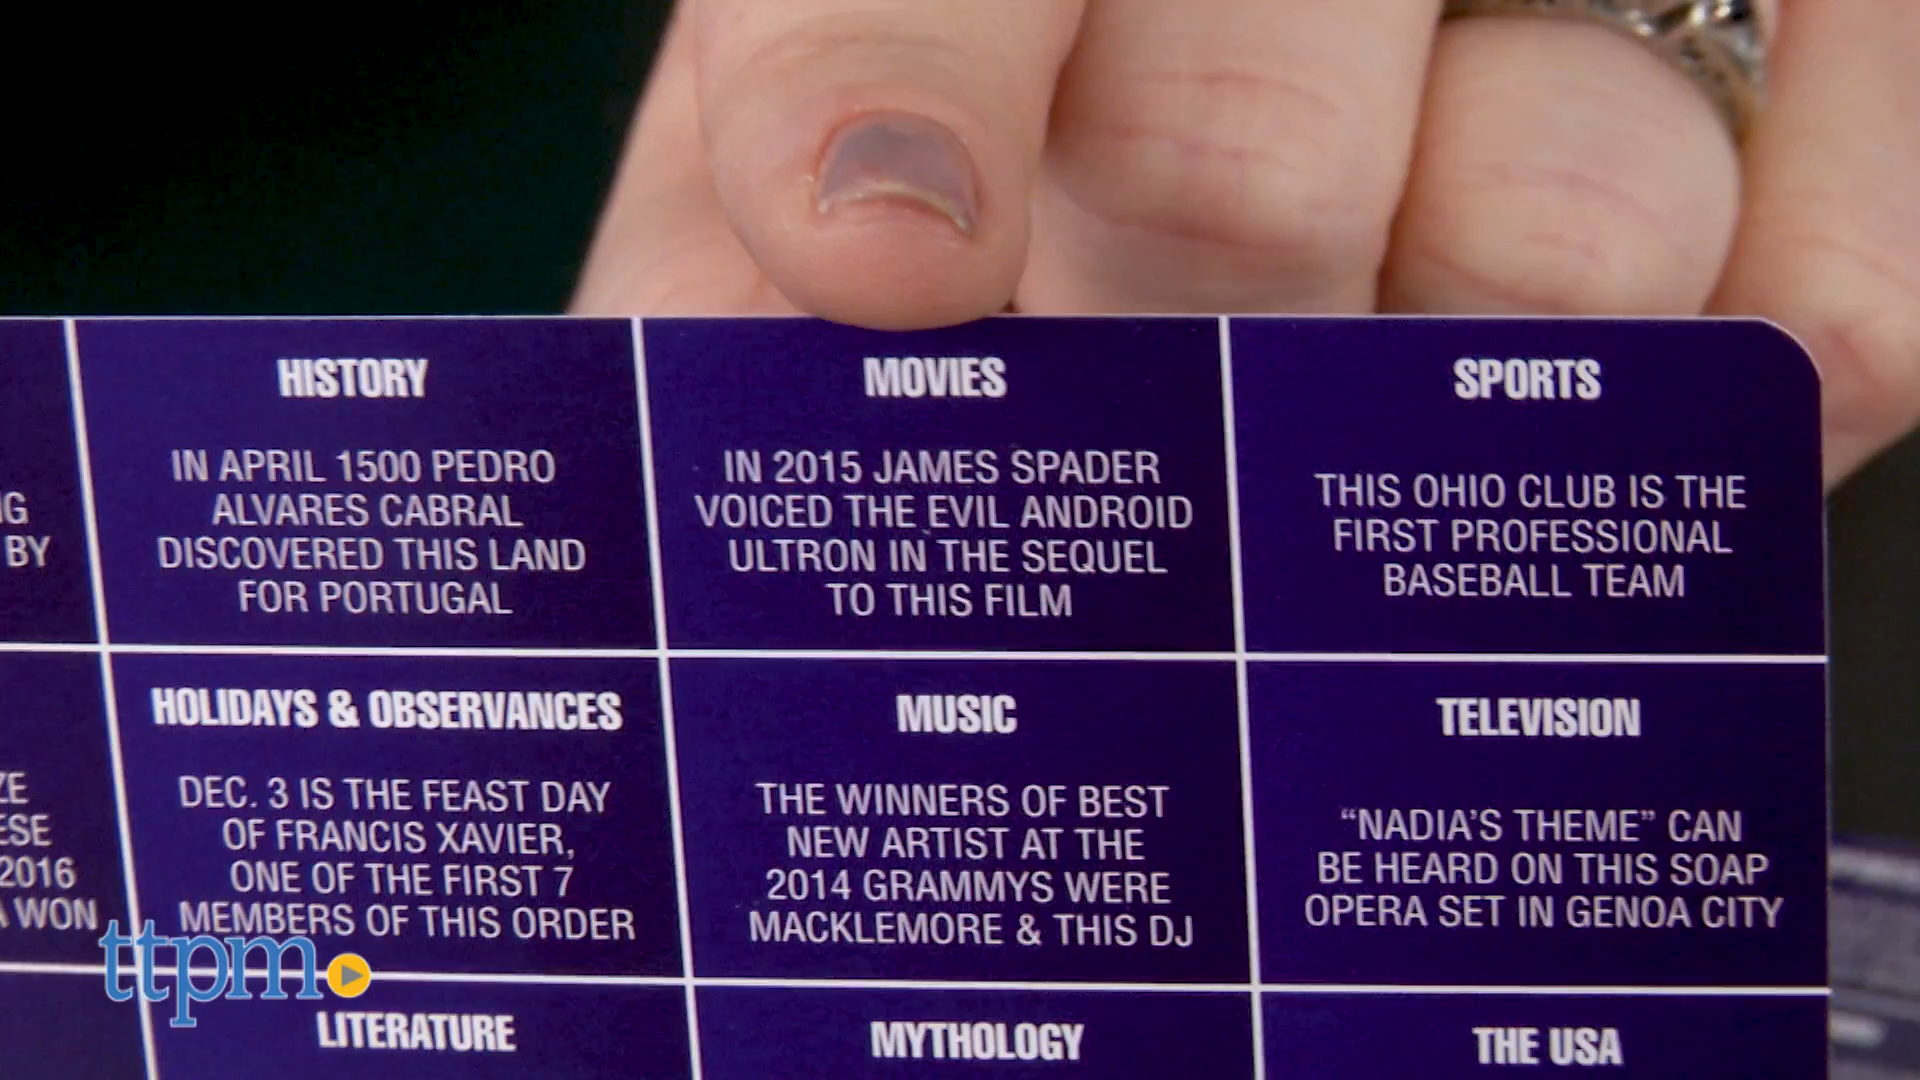 HISTORY
IN APRIL 1500 PEDRO
ALVARES CABRAL
DISCOVERED THIS LAND
FOR PORTUGAL
MOVIES
IN 2015 JAMES SPADER
VOICED THE EVIL ANDROID
ULTRON IN THE SEQUEL
TO THIS FILM
SPORTS
THIS OHIO CLUB IS THE
FIRST PROFESSIONAL
BASEBALL TEAM
BY
HOLIDAYS & OBSERVANCES
DEC. 3 IS THE FEAST DAY
OF FRANCIS XAVIER,
ONE OF THE FIRST 7
MEMBERS OF THIS ORDER
MUSIC
THE WINNERS OF BEST
NEW ARTIST AT THE
2014 GRAMMYS WERE
MACKLEMORE & THIS DJ
TELEVISION
“NADIA’S THEME” CAN
BE HEARD ON THIS SOAP
OPERA SET IN GENOA CITY
2016
WON
ttpm
LITERATURE
MYTHOLOGY
THE USA